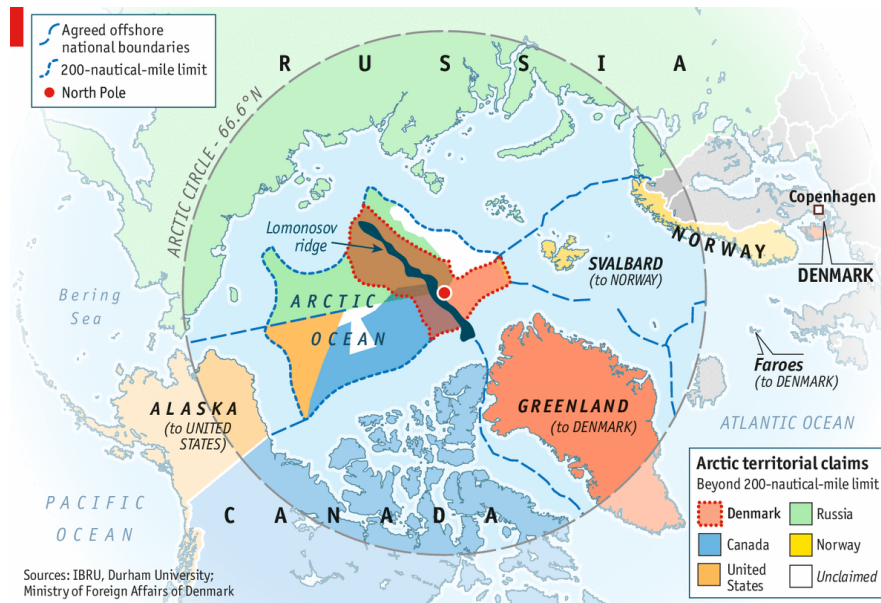 Agreed offshore
national boundaries
200-nautical-mile limit
North Pole
R U S S I A
ARCTIC CIRCLE - 66.6°N
Lomonosov
ridge
Copenhagen
NORWAY
DENMARK
SVALBARD
(to NORWAY)
Bering
Sea
ARCTIC
OCEAN
Faroes
(to DENMARK)
ALASKA
(to UNITED
STATES)
GREENLAND
(to DENMARK)
ATLANTIC OCEAN
PACIFIC
OCEAN
C A N A D A
Arctic territorial claims
Beyond 200-nautical-mile limit
Denmark
Russia
Canada
Norway
United
States
Unclaimed
Sources: IBRU, Durham University;
Ministry of Foreign Affairs of Denmark